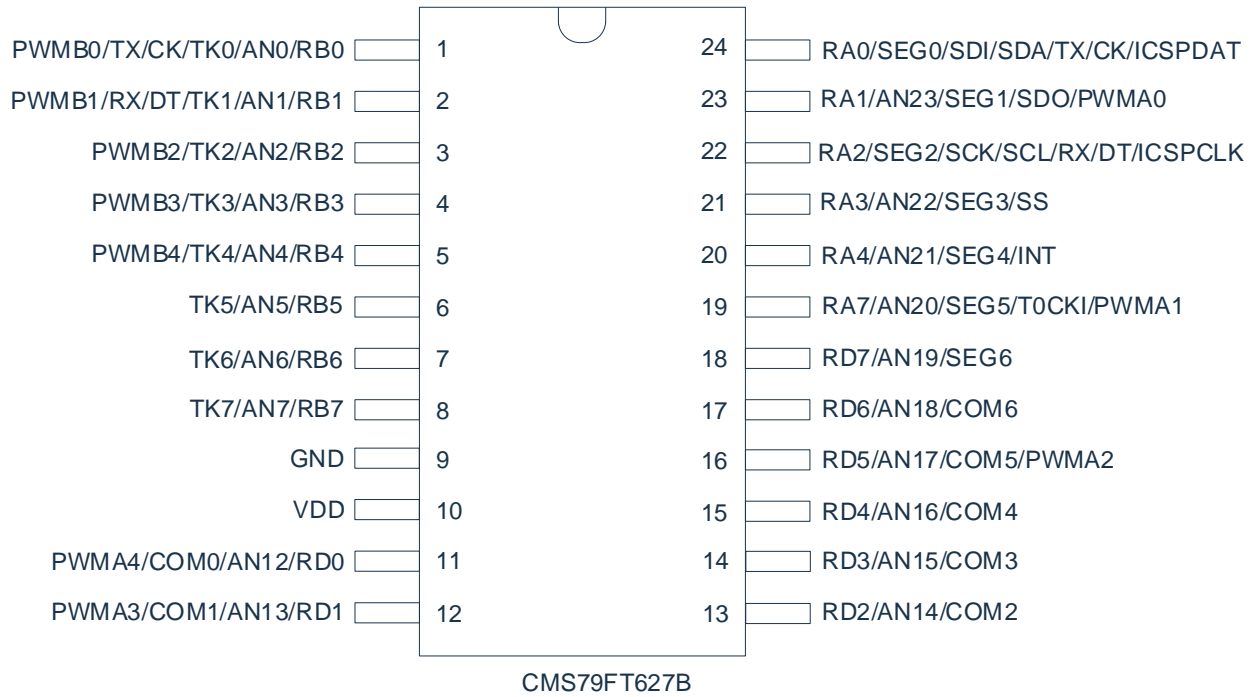 PWMB0/TX/CK/TK0/AN0/RB0 1 24 RA0/SEG0/SDI/SDA/TX/CK/ICSPDAT
PWMB1/RX/DT/TK1/AN1/RB1 2 23 RA1/AN23/SEG1/SDO/PWMA0
PWMB2/TK2/AN2/RB2 3 22 RA2/SEG2/SCK/SCL/RX/DT/ICSPCLK
PWMB3/TK3/AN3/RB3 4 21 RA3/AN22/SEG3/SS
PWMB4/TK4/AN4/RB4 5 20 RA4/AN21/SEG4/INT
TK5/AN5/RB5 6 19 RA7/AN20/SEG5/T0CKI/PWMA1
TK6/AN6/RB6 7 18 RD7/AN19/SEG6
TK7/AN7/RB7 8 17 RD6/AN18/COM6
GND 9 16 RD5/AN17/COM5/PWMA2
VDD 10 15 RD4/AN16/COM4
PWMA4/COM0/AN12/RD0 11 14 RD3/AN15/COM3
PWMA3/COM1/AN13/RD1 12 13 RD2/AN14/COM2
CMS79FT627B